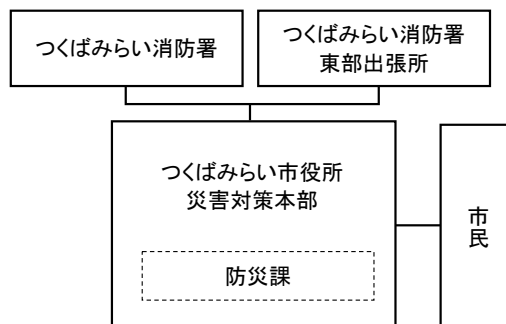 つくばみらい消防署
つくばみらい消防署
東部出張所
つくばみらい市役所
災害対策本部
防災課
市民